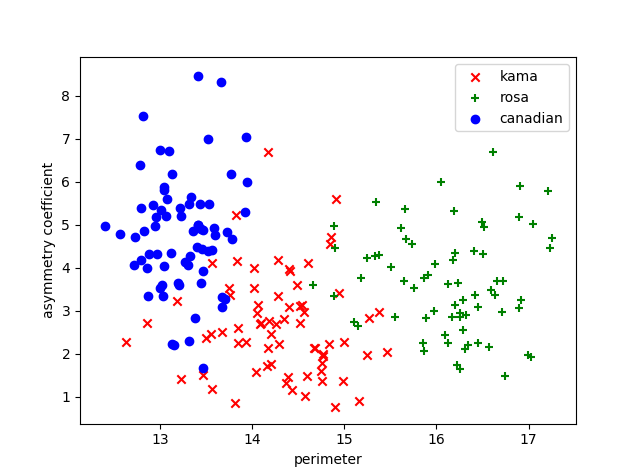 kama
rosa
canadian
8
7
6
5
4
3
2
1
asymmetry coefficient
13 14 15 16 17
perimeter